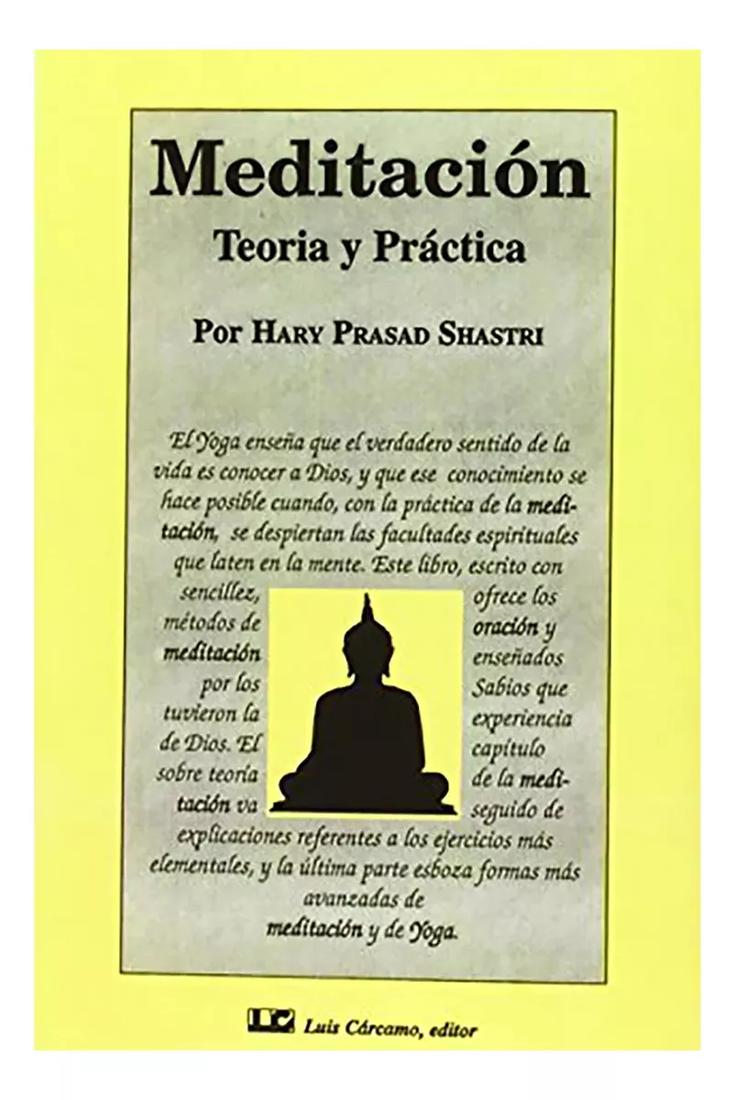 Meditación
Teoria y Práctica
Por HARY PRASAD SHASTRI
El Yoga enseña que el verdadero sentido de la
vida es conocer a Dios, y que ese conocimiento se
hace posible cuando, con la práctica de la medi-
tación, se despiertan las facultades espirituales
que laten en la mente. Este libro, escrito con
sencillez, ofrece los
métodos de oración y
meditación enseñados
por los Sabios que
tuvieron la experiencia
de Dios. El capítulo
sobre teoría de la medi-
tación va seguido de
explicaciones referentes a los ejercicios más
elementales, y la última parte esboza formas más
avanzadas de
meditación y de Yoga.
LC Luis Cárcamo, editor